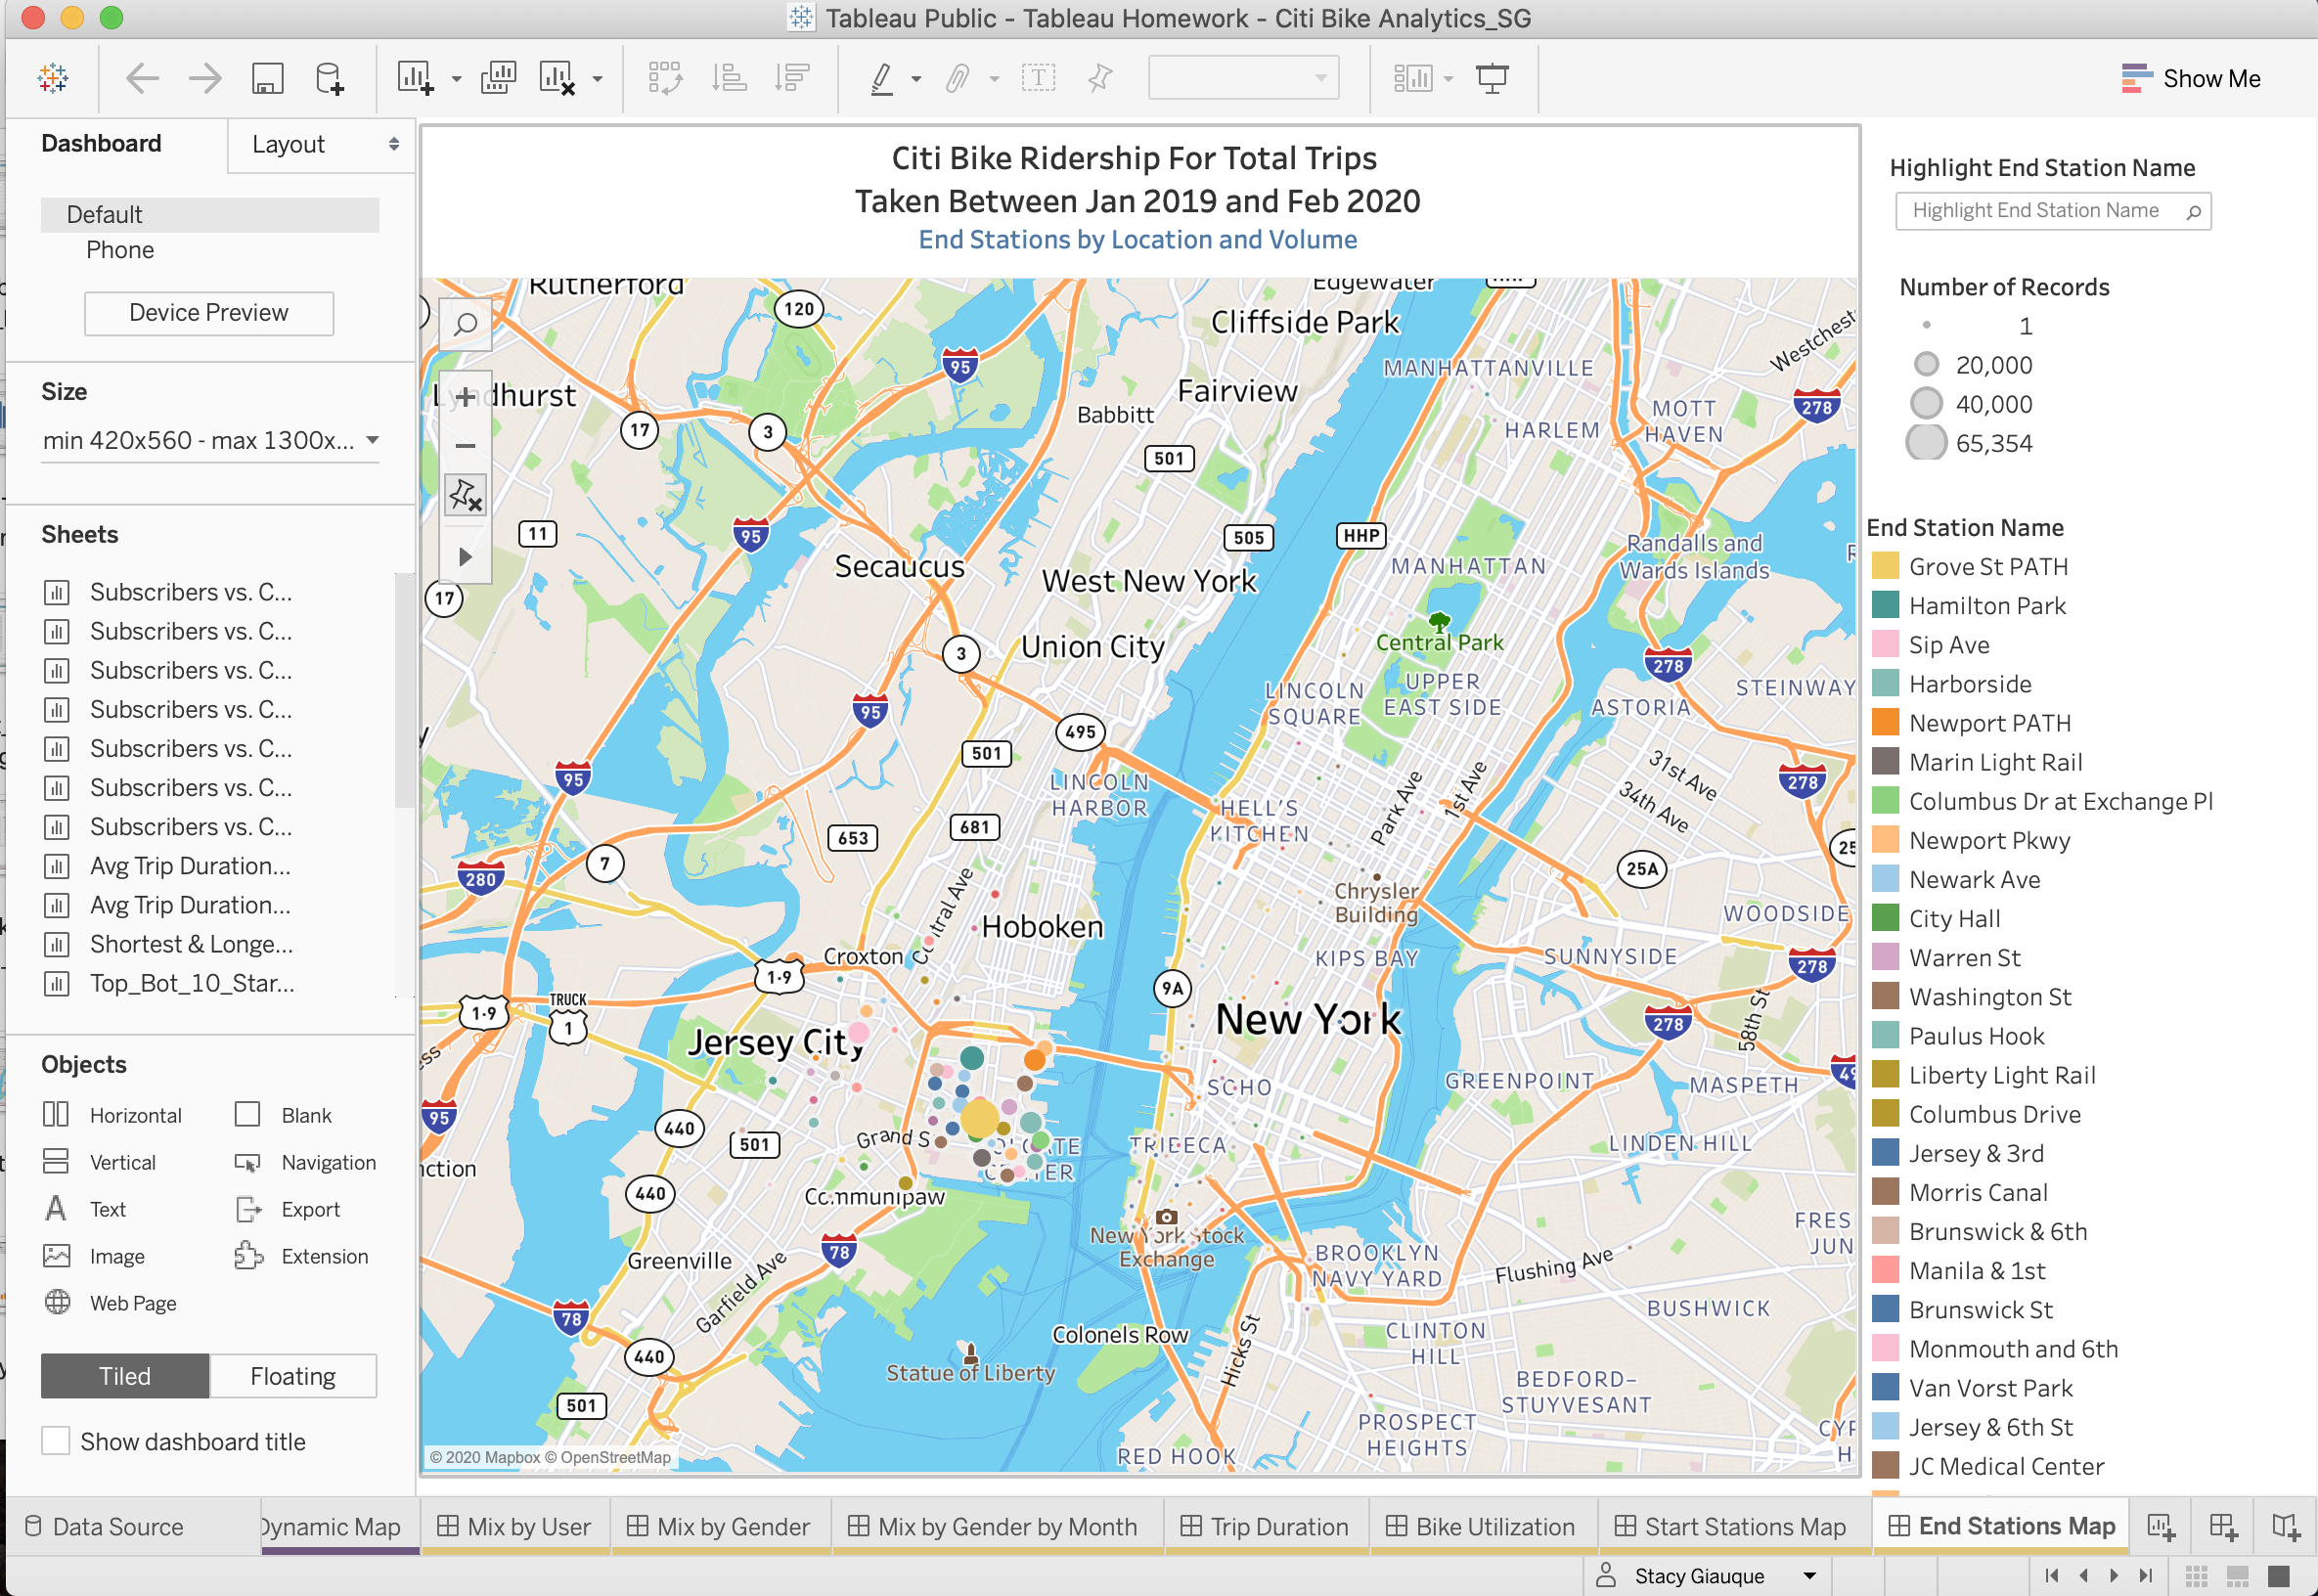 Tableau Public - Tableau Homework - Citi Bike Analytics_SG
Show Me
Dashboard
Layout
Default
Phone
Device Preview
Size
min 420x560 - max 1300x...
Sheets
Subscribers vs. C...
Subscribers vs. C...
Subscribers vs. C...
Subscribers vs. C...
Subscribers vs. C...
Subscribers vs. C...
Subscribers vs. C...
Avg Trip Duration...
Avg Trip Duration...
Shortest & Longe...
Top_Bot_10_Star...
Objects
Horizontal
Blank
Vertical
Navigation
Text
Export
Image
Extension
Web Page
Tiled
Floating
Show dashboard title
Citi Bike Ridership For Total Trips
Taken Between Jan 2019 and Feb 2020
End Stations by Location and Volume
Rutherford
Edgewater
120
Cliffside Park
95
MANHATTANVILLE
Lyndhurst
Fairview
Babbitt
278
MOTT
HAVEN
17
3
HARLEM
501
11
95
505
HHP
Randalls and
Wards Islands
Secaucus
West New York
MANHATTAN
17
Union City
3
Central Park
278
LINCOLN
SQUARE
UPPER
EAST SIDE
STEINWAY
ASTORIA
95
495
501
95
LINCOLN
HARBOR
31st Ave
34th Ave
278
HELL'S
KITCHEN
Park Ave
1st Ave
653
681
7
280
25A
Central Ave
Chrysler
Building
Hoboken
WOODSIDE
Croxton
KIPS BAY
SUNNYSIDE
278
1·9
9A
1·9
TRUCK
1
New York
278
58th St
Jersey City
SCHO
GREENPOINT
MASPETH
95
440
501
Grand S
CENTER
TRIBECA
LINDEN HILL
440
Communipaw
New York Stock
Exchange
78
Greenville
Garfield Ave
BROOKLYN
NAVY YARD
Flushing Ave
BUSHWICK
78
440
Colonels Row
Hicks St
CLINTON
HILL
Statue of Liberty
BEDFORD-
STUYVESANT
501
PROSPECT
HEIGHTS
RED HOOK
© 2020 Mapbox © OpenStreetMap
Highlight End Station Name
Highlight End Station Name
Number of Records
1
20,000
40,000
65,354
End Station Name
Grove St PATH
Hamilton Park
Sip Ave
Harborside
Newport PATH
Marin Light Rail
Columbus Dr at Exchange Pl
Newport Pkwy
Newark Ave
City Hall
Warren St
Washington St
Paulus Hook
Liberty Light Rail
Columbus Drive
Jersey & 3rd
Morris Canal
Brunswick & 6th
Manila & 1st
Brunswick St
Monmouth and 6th
Van Vorst Park
Jersey & 6th St
JC Medical Center
Data Source
Dynamic Map
Mix by User
Mix by Gender
Mix by Gender by Month
Trip Duration
Bike Utilization
Start Stations Map
End Stations Map
Stacy Giauque